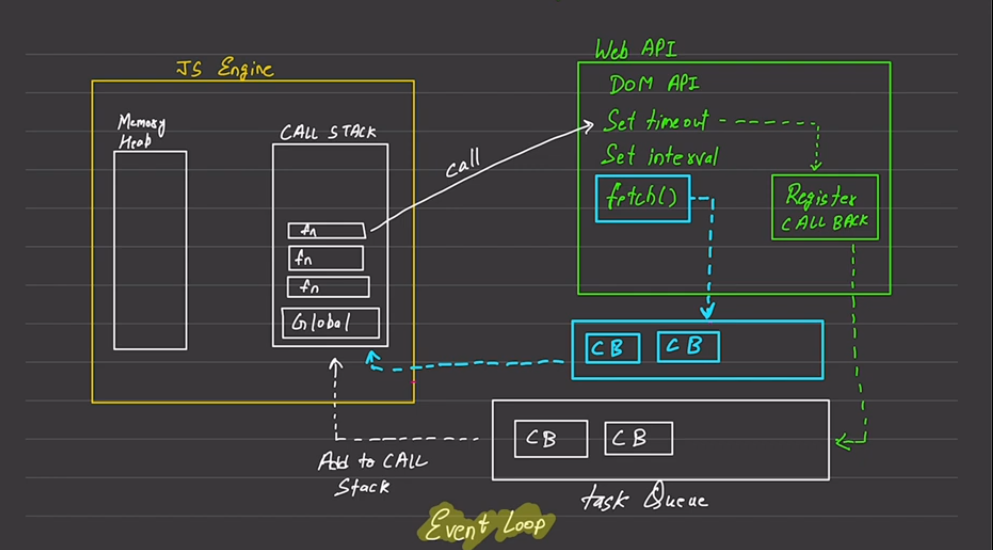 JS Engine
Memory
Heap
CALL STACK
fn
fn
fn
Global
call
Web API
DOM API
Set timeout
Set interval
fetch()
Register
CALL BACK
CB CB
CB CB
Add to CALL
Stack
task Queue
Event Loop